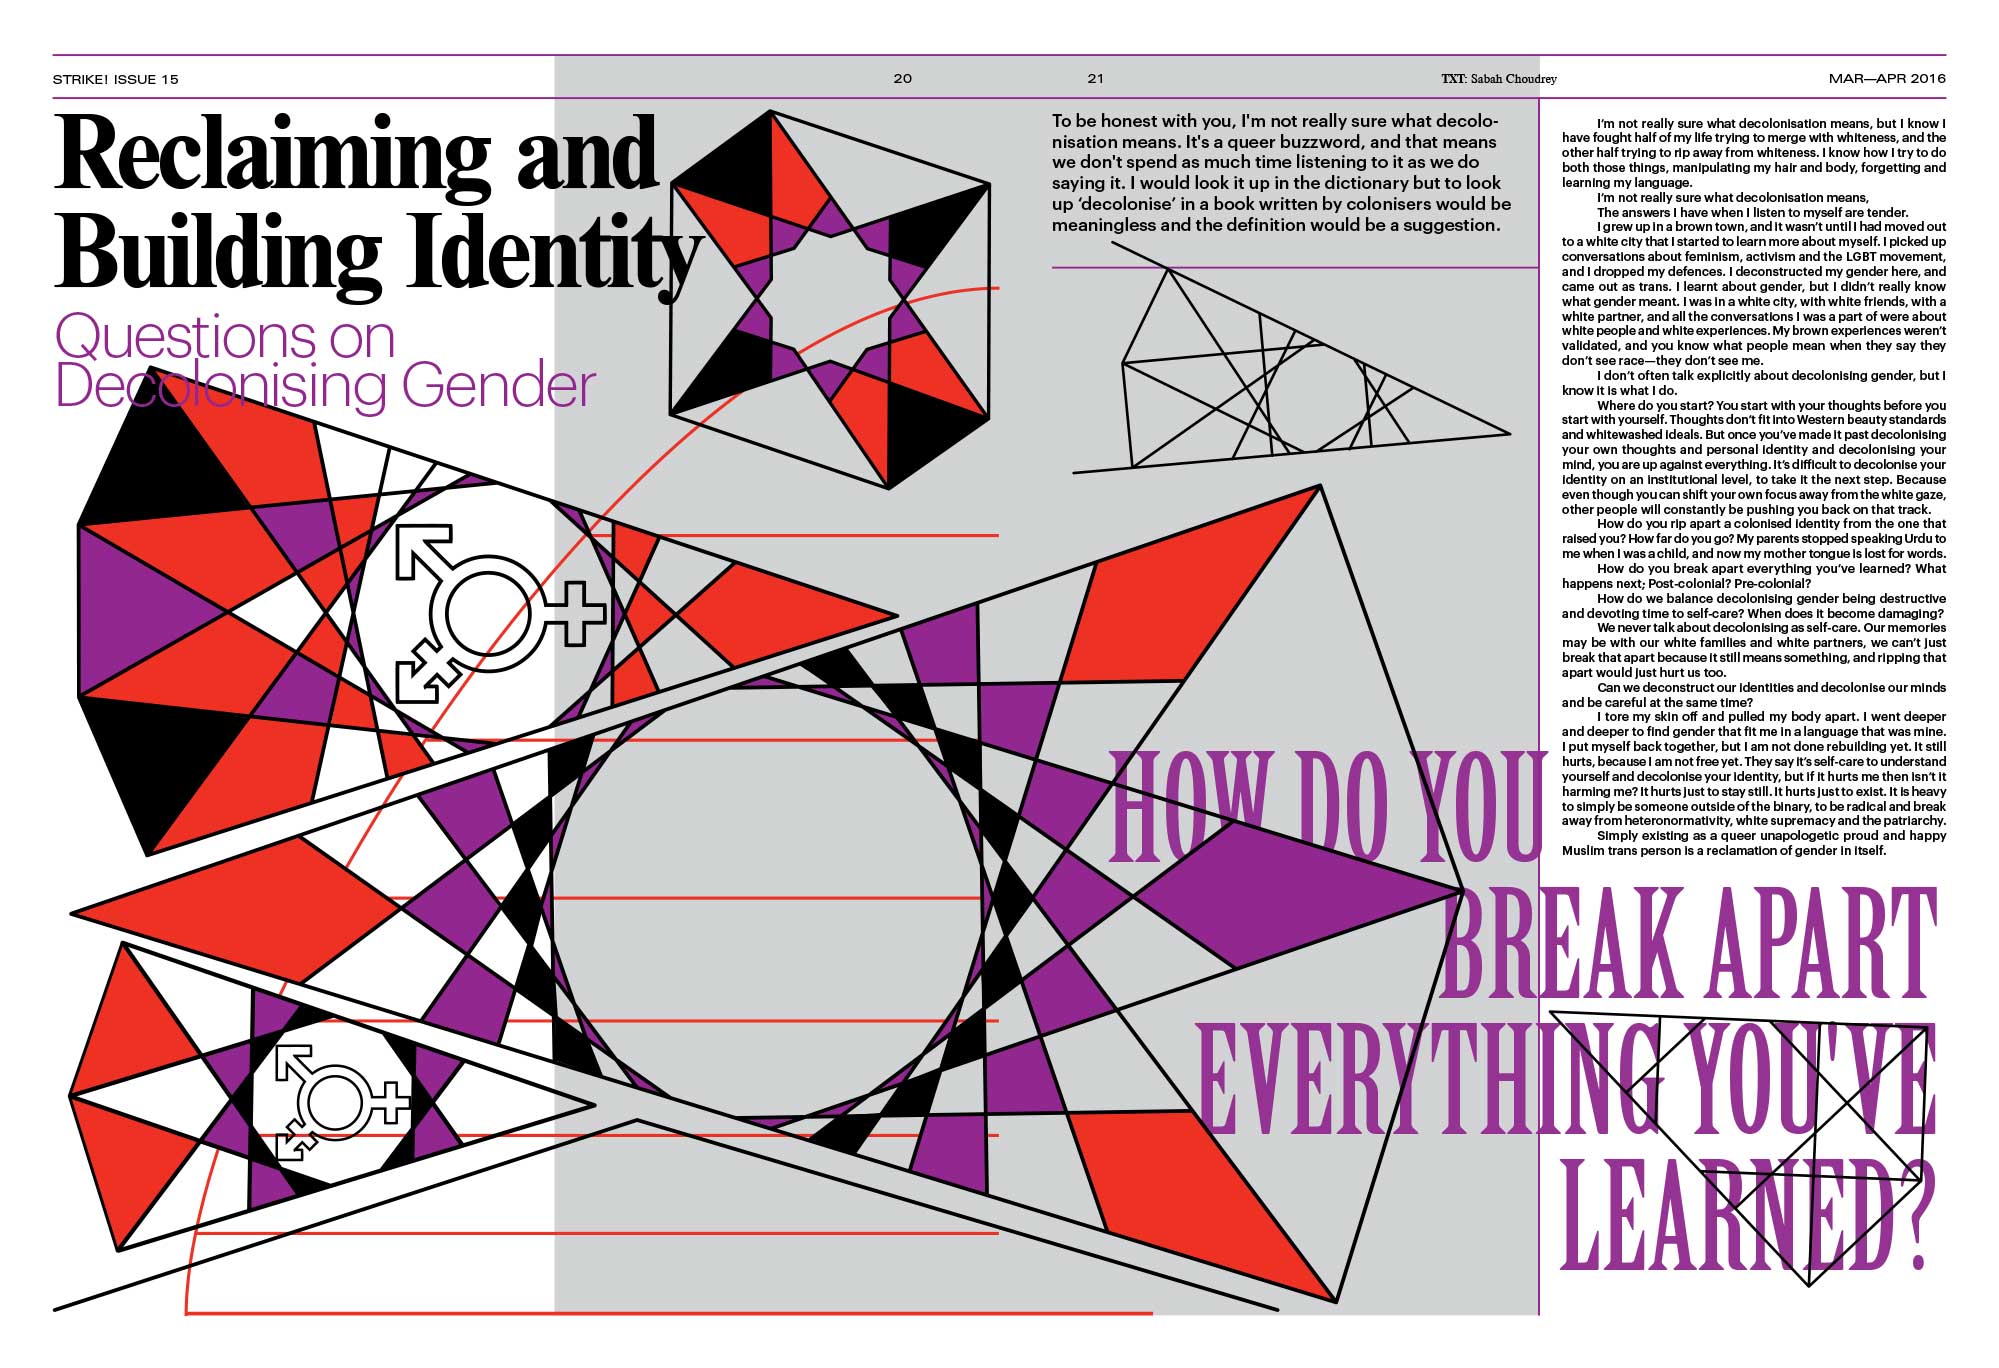 STRIKE! ISSUE 15
20
21
TXT: Sabah Choudrey
MAR—APR 2016
Reclaiming and
Building Identity
Questions on
Decolonising Gender
To be honest with you, I'm not really sure what decolo-
nisation means. It's a queer buzzword, and that means
we don't spend as much time listening to it as we do
saying it. I would look it up in the dictionary but to look
up ‘decolonise’ in a book written by colonisers would be
meaningless and the definition would be a suggestion.
I’m not really sure what decolonisation means, but I know I
have fought half of my life trying to merge with whiteness, and the
other half trying to rip away from whiteness. I know how I try to do
both those things, manipulating my hair and body, forgetting and
learning my language.
I’m not really sure what decolonisation means,
The answers I have when I listen to myself are tender.
I grew up in a brown town, and it wasn’t until I had moved out
to a white city that I started to learn more about myself. I picked up
conversations about feminism, activism and the LGBT movement,
and I dropped my defences. I deconstructed my gender here, and
came out as trans. I learnt about gender, but I didn’t really know
what gender meant. I was in a white city, with white friends, with a
white partner, and all the conversations I was a part of were about
white people and white experiences. My brown experiences weren’t
validated, and you know what people mean when they say they
don’t see race—they don’t see me.
I don’t often talk explicitly about decolonising gender, but I
know it is what I do.
Where do you start? You start with your thoughts before you
start with yourself. Thoughts don’t fit into Western beauty standards
and whitewashed ideals. But once you’ve made it past decolonising
your own thoughts and personal identity and decolonising your
mind, you are up against everything. It’s difficult to decolonise your
identity on an institutional level, to take it the next step. Because
even though you can shift your own focus away from the white gaze,
other people will constantly be pushing you back on that track.
How do you rip apart a colonised identity from the one that
raised you? How far do you go? My parents stopped speaking Urdu to
me when I was a child, and now my mother tongue is lost for words.
How do you break apart everything you’ve learned? What
happens next; Post-colonial? Pre-colonial?
How do we balance decolonising gender being destructive
and devoting time to self-care? When does it become damaging?
We never talk about decolonising as self-care. Our memories
may be with our white families and white partners, we can’t just
break that apart because it still means something, and ripping that
apart would just hurt us too.
Can we deconstruct our identities and decolonise our minds
and be careful at the same time?
I tore my skin off and pulled my body apart. I went deeper
and deeper to find gender that fit me in a language that was mine.
I put myself back together, but I am not done rebuilding yet. It still
hurts, because I am not free yet. They say it’s self-care to understand
yourself and decolonise your identity, but if it hurts me then isn’t it
harming me? It hurts just to stay still. It hurts just to exist. It is heavy
to simply be someone outside of the binary, to be radical and break
away from heteronormativity, white supremacy and the patriarchy.
Simply existing as a queer unapologetic proud and happy
Muslim trans person is a reclamation of gender in itself.
HOW DO YOU
BREAK APART
EVERYTHING YOU'VE
LEARNED?